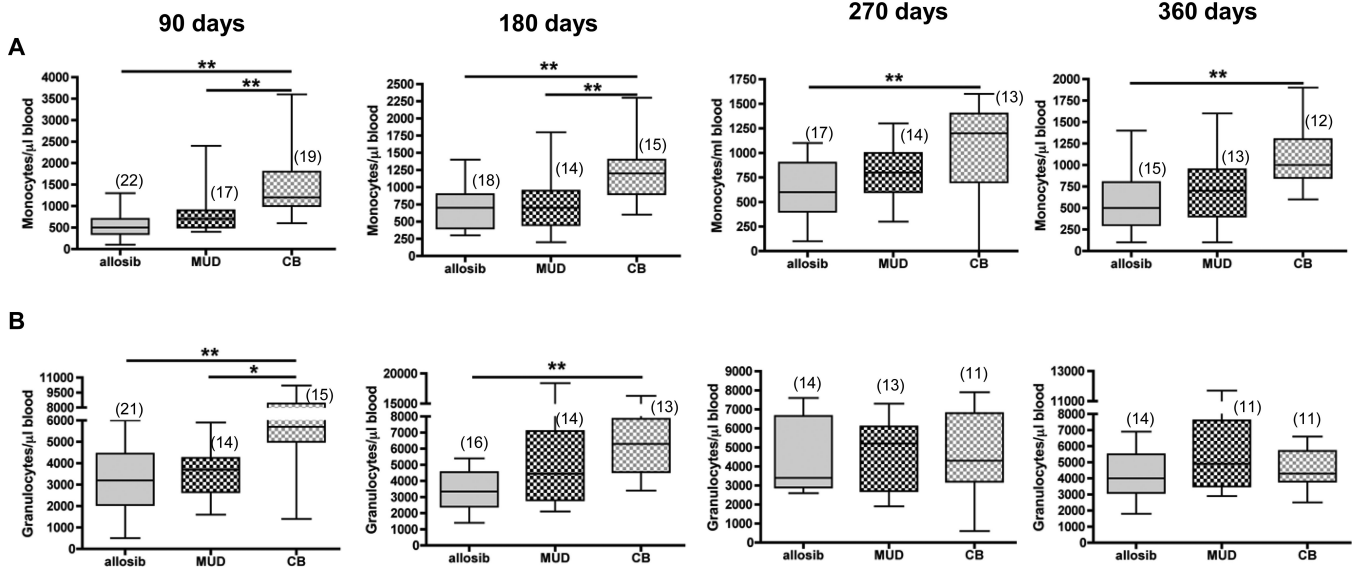 90 days
180 days
270 days
360 days
A
Monocytes/µl blood
4000
3500
3000
2500
2000
1500
1000
500
0
**
**
(22)
(17)
(19)
allosib
MUD
CB
Monocytes/µl blood
2500
2250
2000
1750
1500
1250
1000
750
500
250
0
**
**
(18)
(14)
(15)
allosib
MUD
CB
Monocytes/ml blood
1750
1500
1250
1000
750
500
250
0
**
(17)
(14)
(13)
allosib
MUD
CB
Monocytes/µl blood
2000
1750
1500
1250
1000
750
500
250
0
**
(15)
(13)
(12)
allosib
MUD
CB
B
Granulocytes/µl blood
11000
9500
8000
6000
5000
4000
3000
2000
1000
0
**
*
(21)
(14)
(15)
allosib
MUD
CB
Granulocytes/µl blood
20000
15000
8000
7000
6000
5000
4000
3000
2000
1000
0
**
(16)
(14)
(13)
allosib
MUD
CB
Granulocytes/µl blood
9000
8000
7000
6000
5000
4000
3000
2000
1000
0
(14)
(13)
(11)
allosib
MUD
CB
Granulocytes/µl blood
13000
11000
8000
7000
6000
5000
4000
3000
2000
1000
0
(14)
(11)
(11)
allosib
MUD
CB